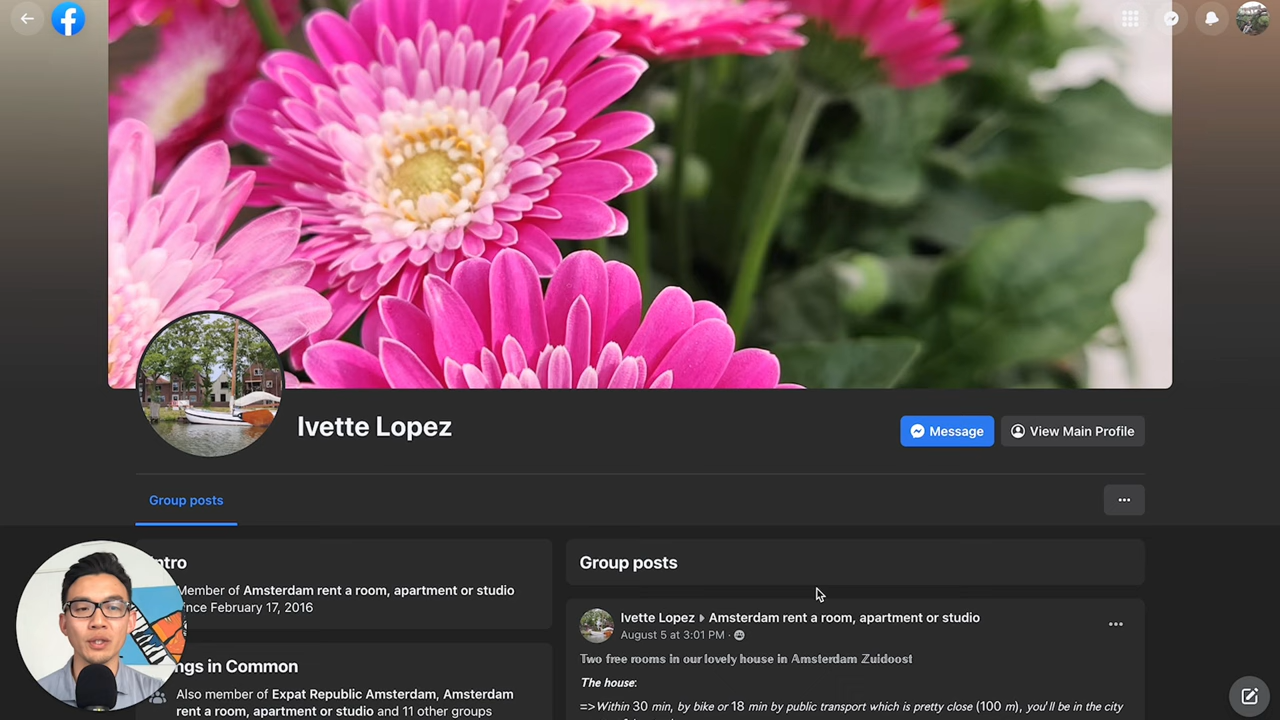 Ivette Lopez
Message
View Main Profile
Group posts
ntro
Member of Amsterdam rent a room, apartment or studio
since February 17, 2016
ngs in Common
Also member of Expat Republic Amsterdam, Amsterdam
rent a room, apartment or studio and 11 other groups
Group posts
Ivette Lopez ▸ Amsterdam rent a room, apartment or studio
August 5 at 3:01 PM ·
𝕋𝕨𝕠 𝕗𝕣𝕖𝕖 𝕣𝕠𝕠𝕞𝕤 𝕚𝕟 𝕠𝕦𝕣 𝕝𝕠𝕧𝕖𝕝𝕪 𝕙𝕠𝕦𝕤𝕖 𝕚𝕟 𝔸𝕞𝕤𝕥𝕖𝕣𝕕𝕒𝕞 ℤ𝕦𝕚𝕕𝕠𝕠𝕤𝕥
The house:
=>Within 30 min, by bike or 18 min by public transport which is pretty close (100 m), you'll be in the city